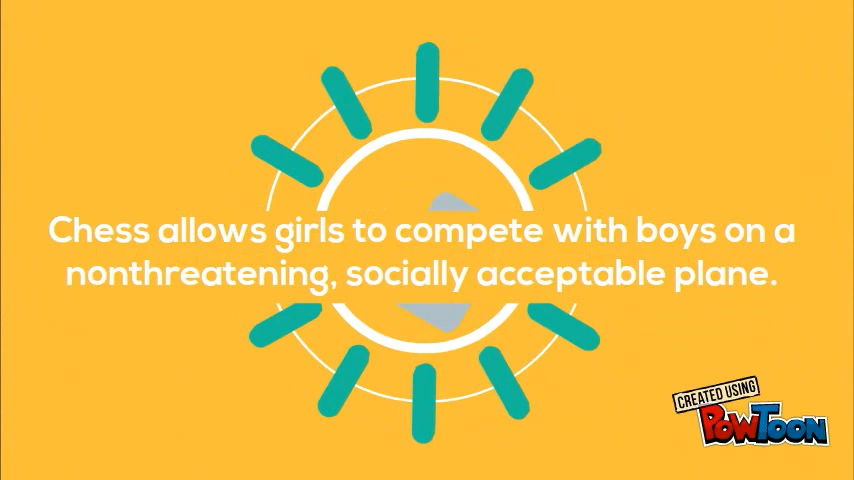 Chess allows girls to compete with boys on a
nonthreatening, socially acceptable plane.
CREATED USING
POWTOON